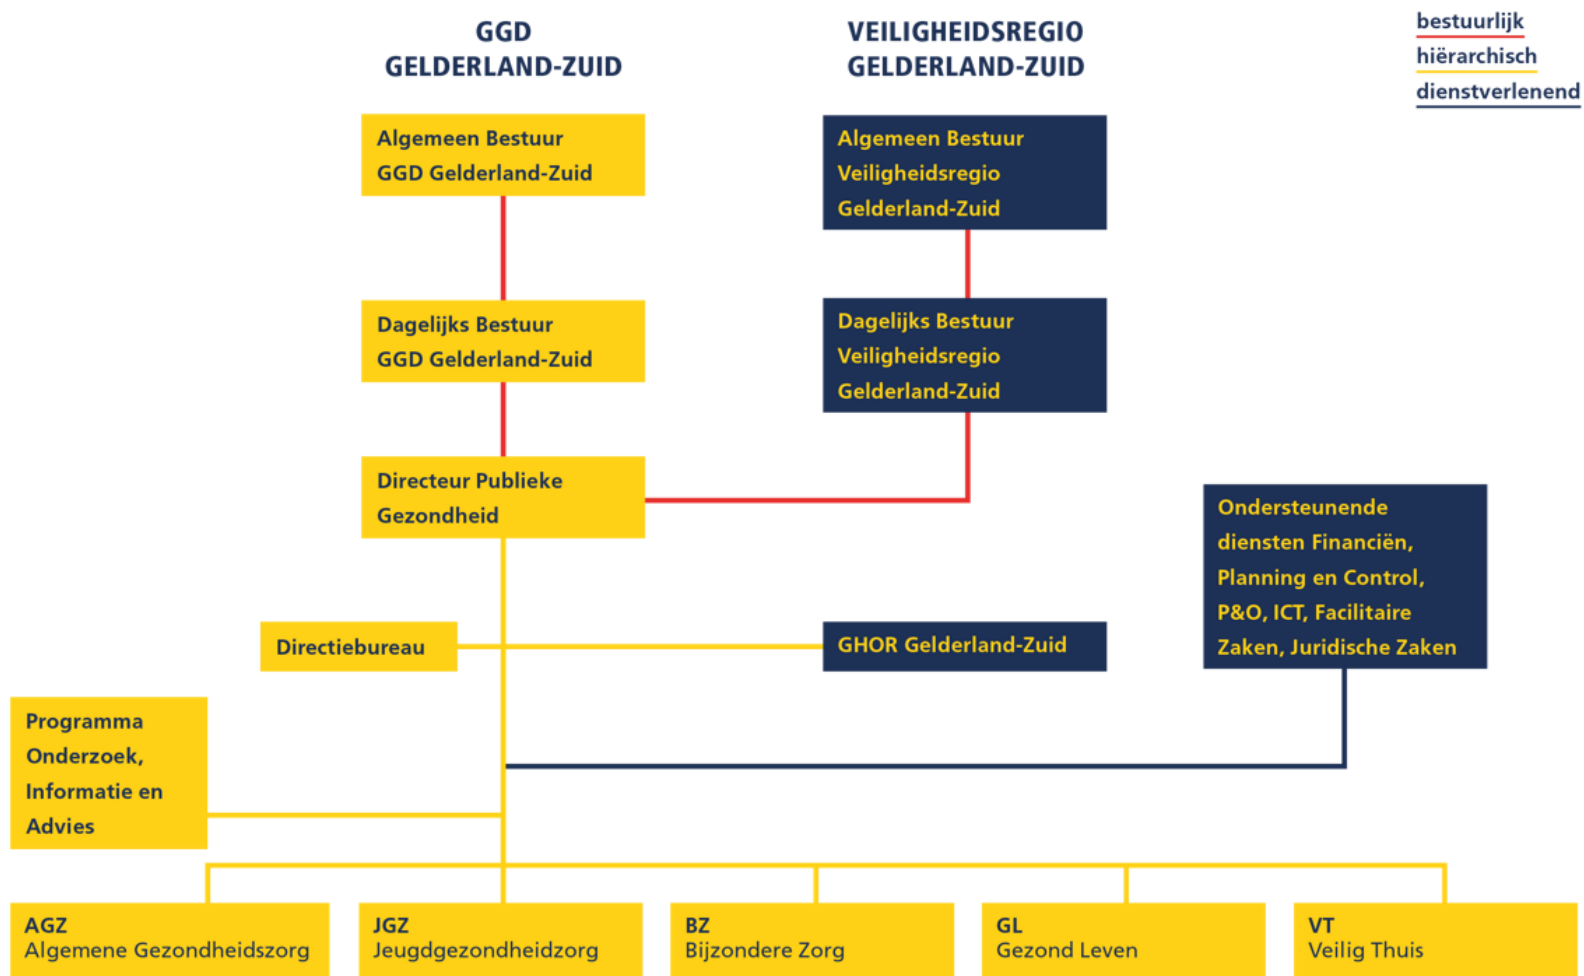 GGD
GELDERLAND-ZUID
VEILIGHEIDSREGIO
GELDERLAND-ZUID
bestuurlijk
hiërarchisch
dienstverlenend
Algemeen Bestuur
GGD Gelderland-Zuid
Algemeen Bestuur
Veiligheidsregio
Gelderland-Zuid
Dagelijks Bestuur
GGD Gelderland-Zuid
Dagelijks Bestuur
Veiligheidsregio
Gelderland-Zuid
Directeur Publieke
Gezondheid
Ondersteunende
diensten Financiën,
Planning en Control,
P&O, ICT, Facilitaire
Zaken, Juridische Zaken
Directiebureau
GHOR Gelderland-Zuid
Programma
Onderzoek,
Informatie en
Advies
AGZ
Algemene Gezondheidszorg
JGZ
Jeugdgezondheidzorg
BZ
Bijzondere Zorg
GL
Gezond Leven
VT
Veilig Thuis